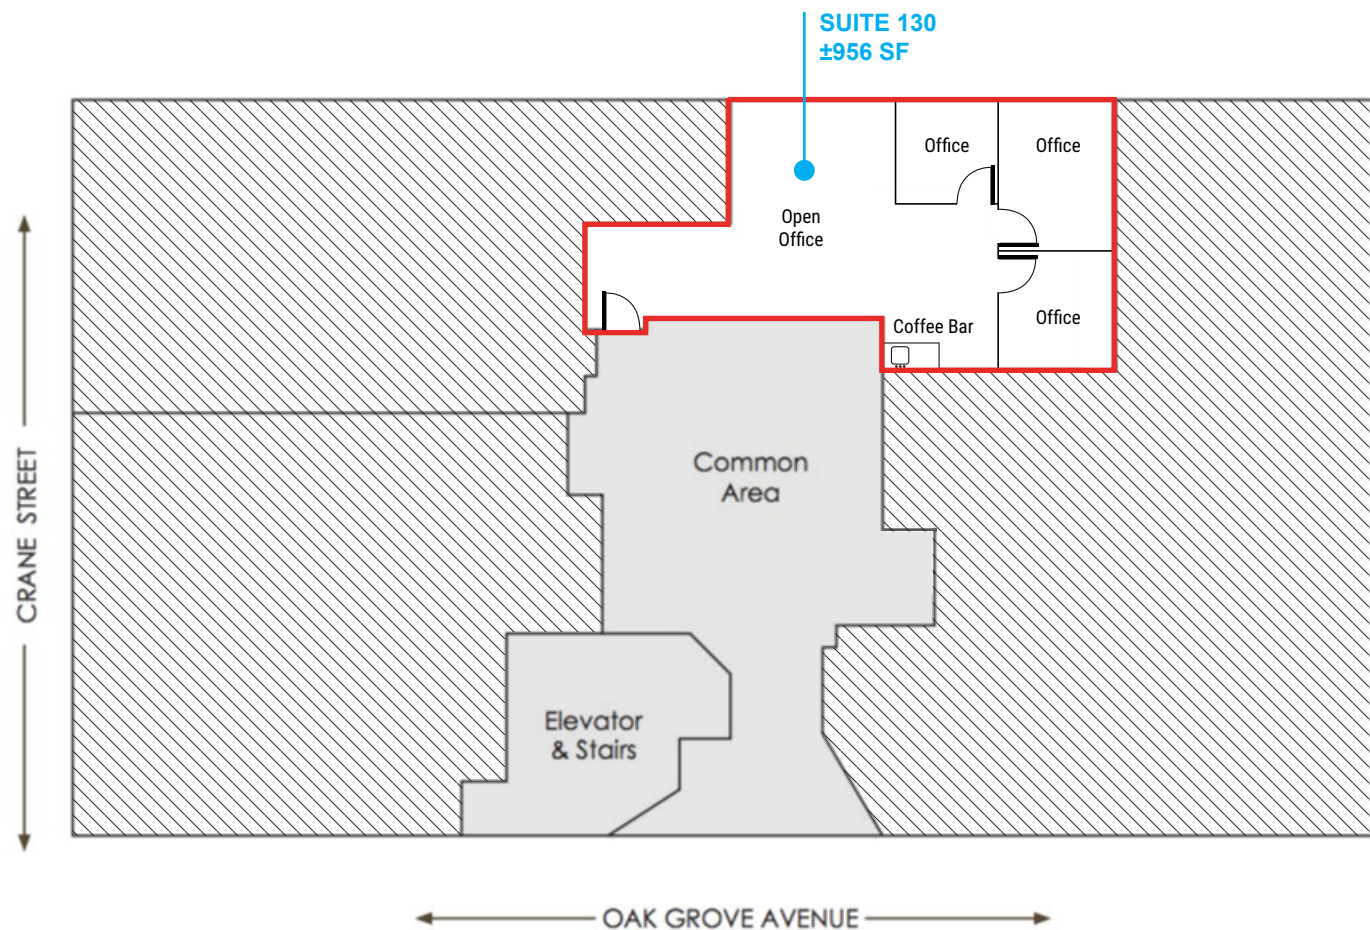 SUITE 130
±956 SF
Office
Office
Open
Office
Coffee Bar
Office
Common
Area
CRANE STREET
Elevator
& Stairs
OAK GROVE AVENUE